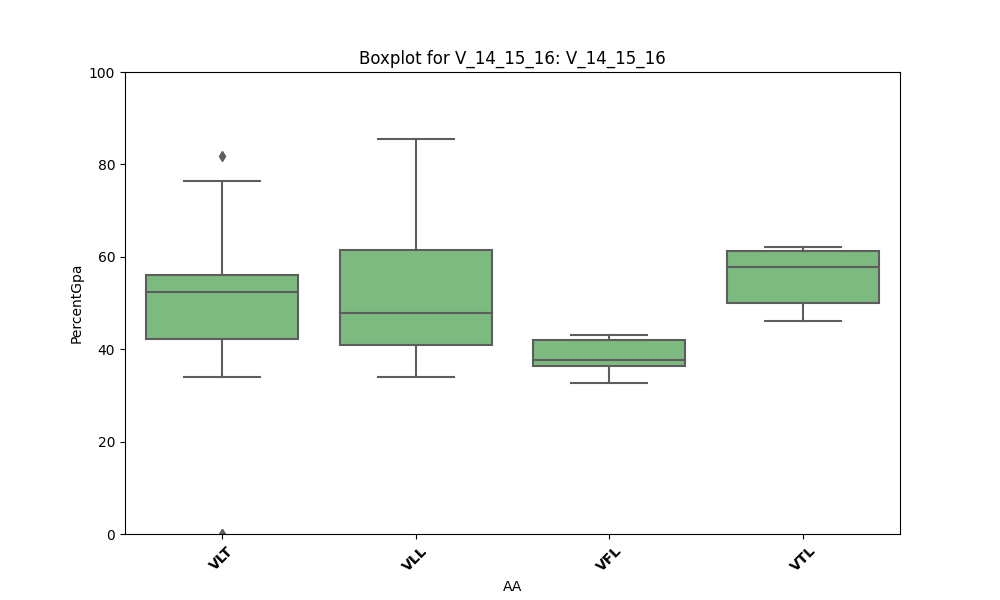 Boxplot for V_14_15_16: V_14_15_16
100
80
60
40
20
0
PercentGpa
VLT
VLL
VFL
VTL
AA